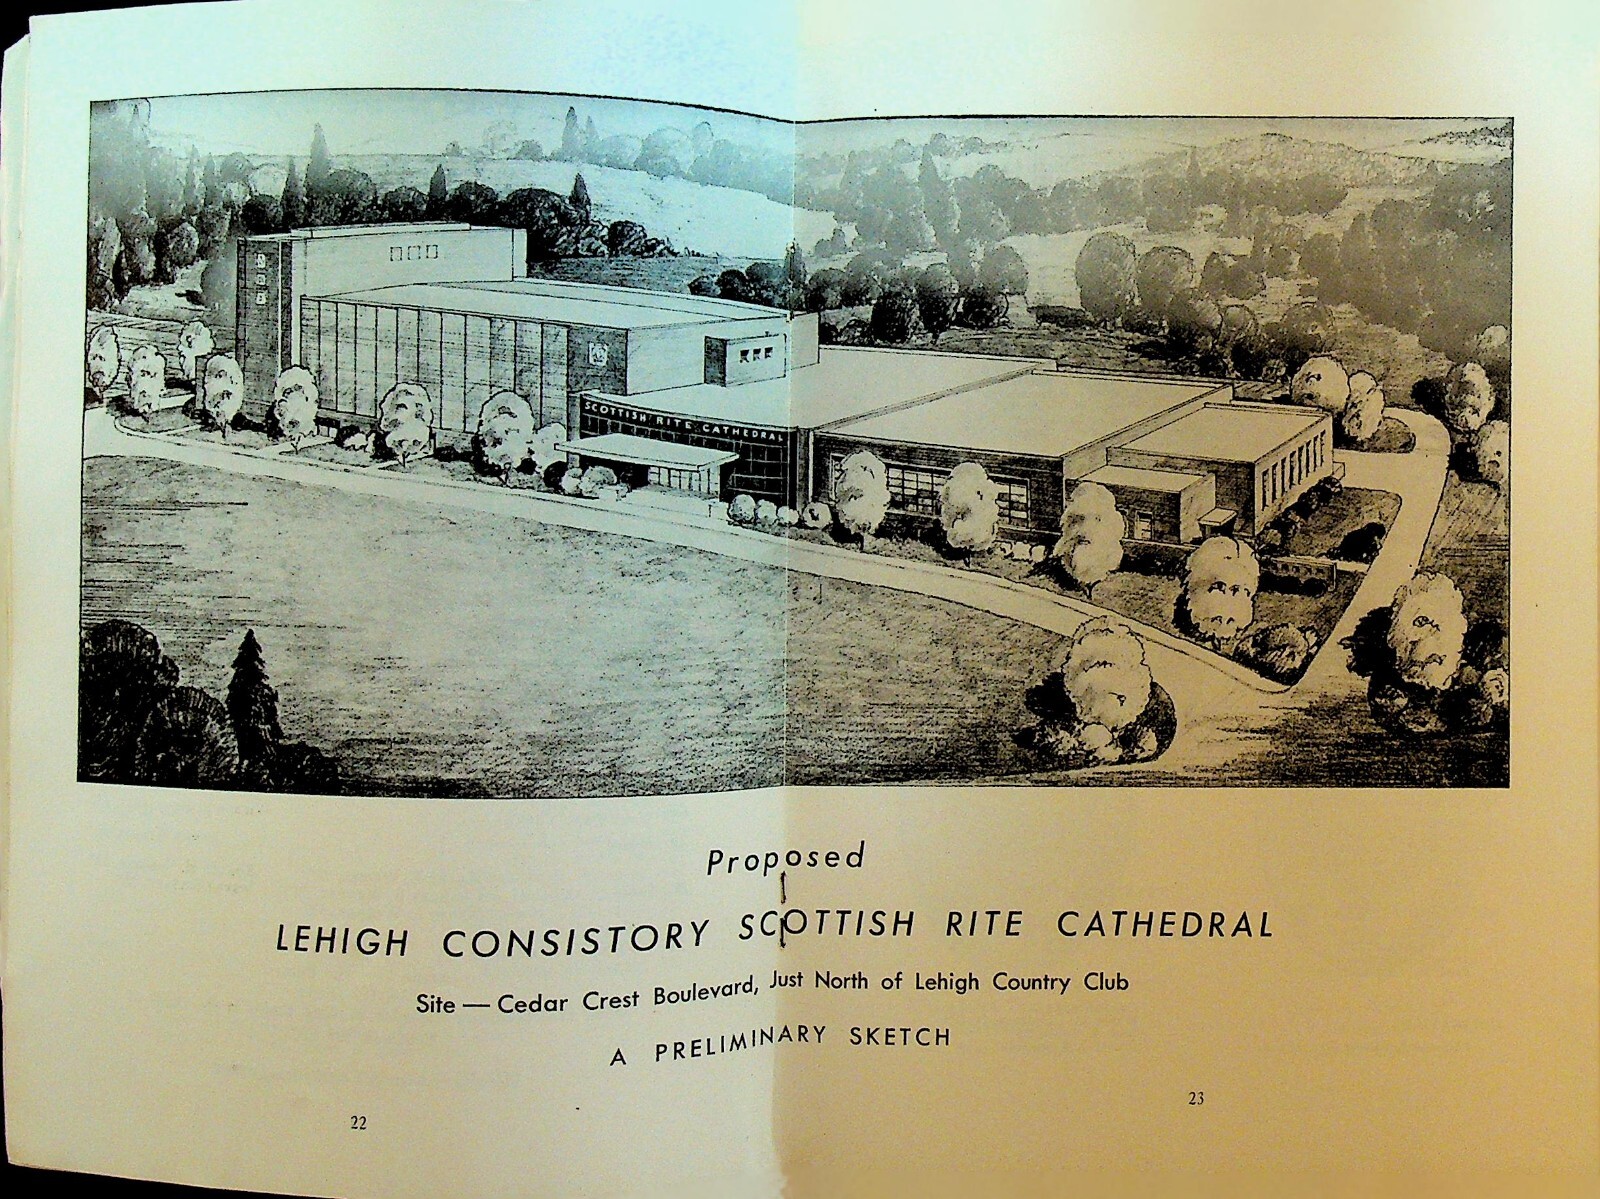 SCOTTISH RITE CATHEDRAL
Proposed
LEHIGH CONSISTORY SCOTTISH RITE CATHEDRAL
Site — Cedar Crest Boulevard, Just North of Lehigh Country Club
A PRELIMINARY SKETCH
22
23